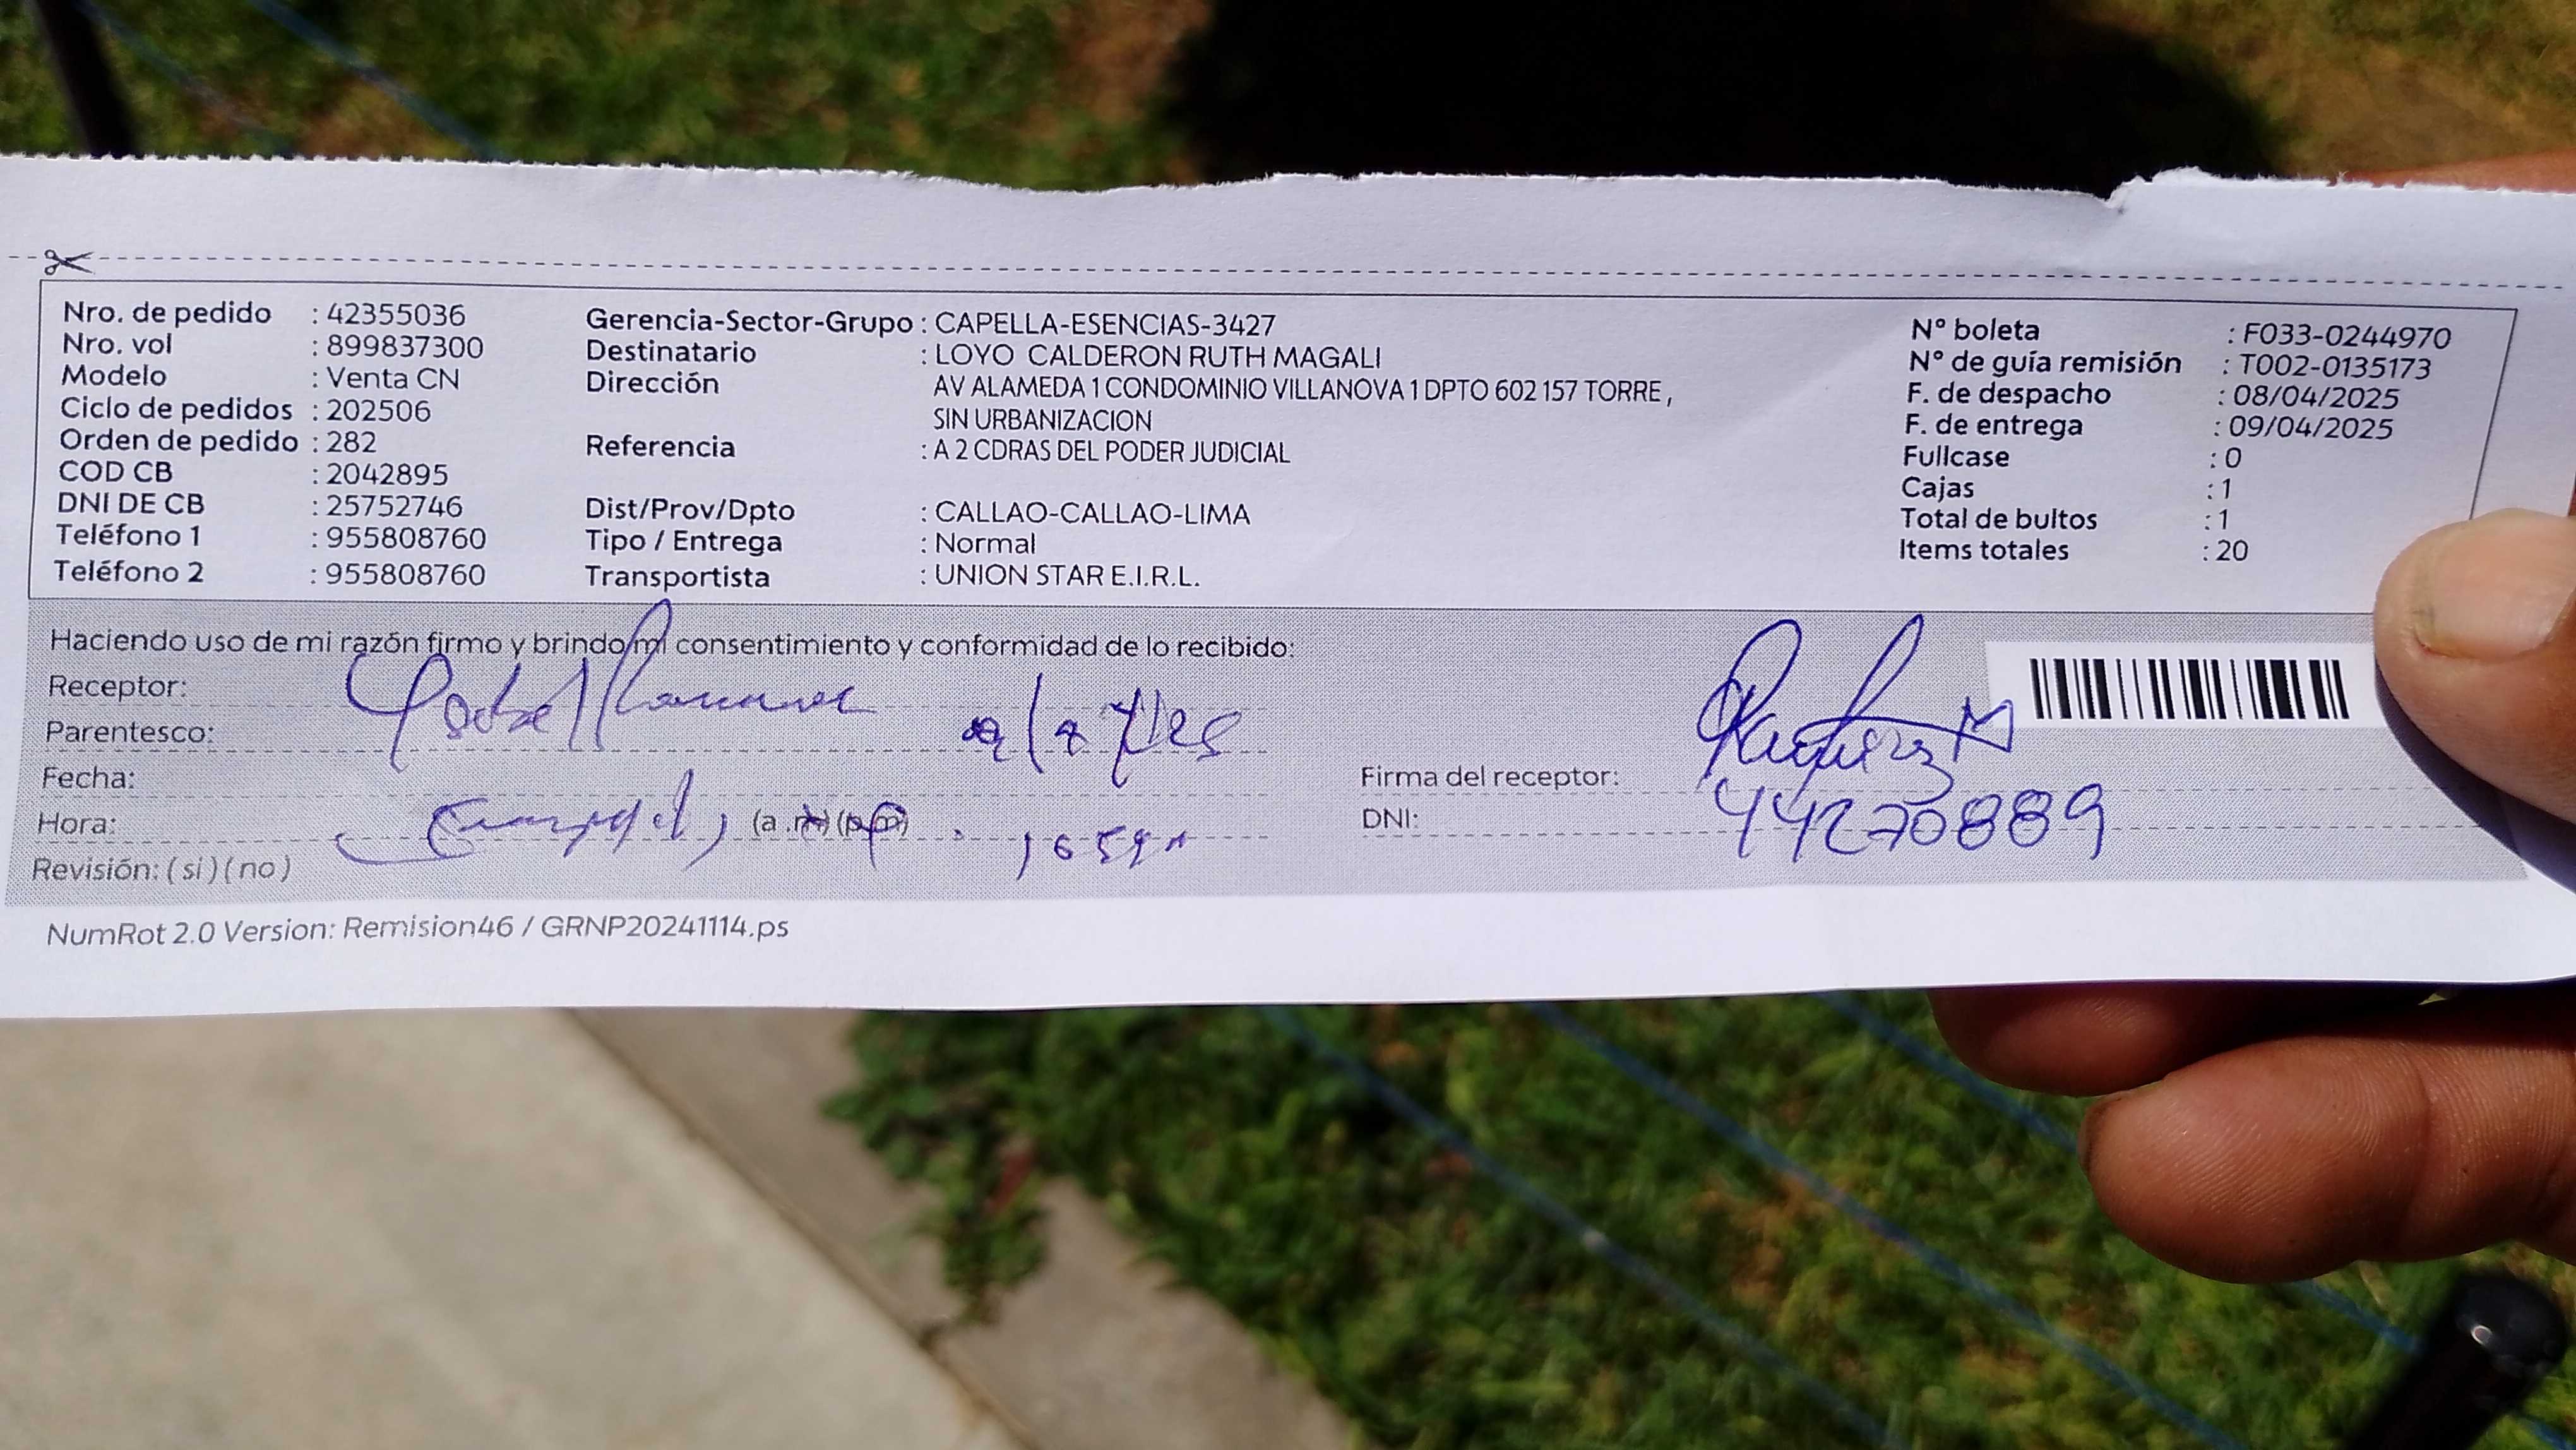 Nro. de pedido : 42355036
Nro. vol : 899837300
Modelo : Venta CN
Ciclo de pedidos : 202506
Orden de pedido : 282
COD CB : 2042895
DNI DE CB : 25752746
Teléfono 1 : 955808760
Teléfono 2 : 955808760
Gerencia-Sector-Grupo : CAPELLA-ESENCIAS-3427
Destinatario : LOYO CALDERON RUTH MAGALI
Dirección AV ALAMEDA 1 CONDOMINIO VILLANOVA 1 DPTO 602 157 TORRE ,
SIN URBANIZACION
Referencia : A 2 CDRAS DEL PODER JUDICIAL
Dist/Prov/Dpto : CALLAO-CALLAO-LIMA
Tipo / Entrega : Normal
Transportista : UNION STAR E.I.R.L.
N° boleta : F033-0244970
N° de guía remisión : T002-0135173
F. de despacho : 08/04/2025
F. de entrega : 09/04/2025
Fullcase : 0
Cajas : 1
Total de bultos : 1
Items totales : 20
Haciendo uso de mi razón firmo y brindo mi consentimiento y conformidad de lo recibido:
Receptor:
Parentesco:
Fecha:
Hora: (a .m) (p.m)
Revisión: ( si ) ( no )
Firma del receptor:
DNI: 44270889
NumRot 2.0 Version: Remision46 / GRNP20241114.ps